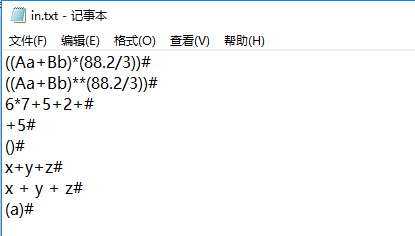 in.txt - 记事本
文件(F) 编辑(E) 格式(O) 查看(V) 帮助(H)
((Aa+Bb)*(88.2/3))#
((Aa+Bb)**(88.2/3))#
6*7+5+2+#
+5#
()#
x+y+z#
x + y + z#
(a)#